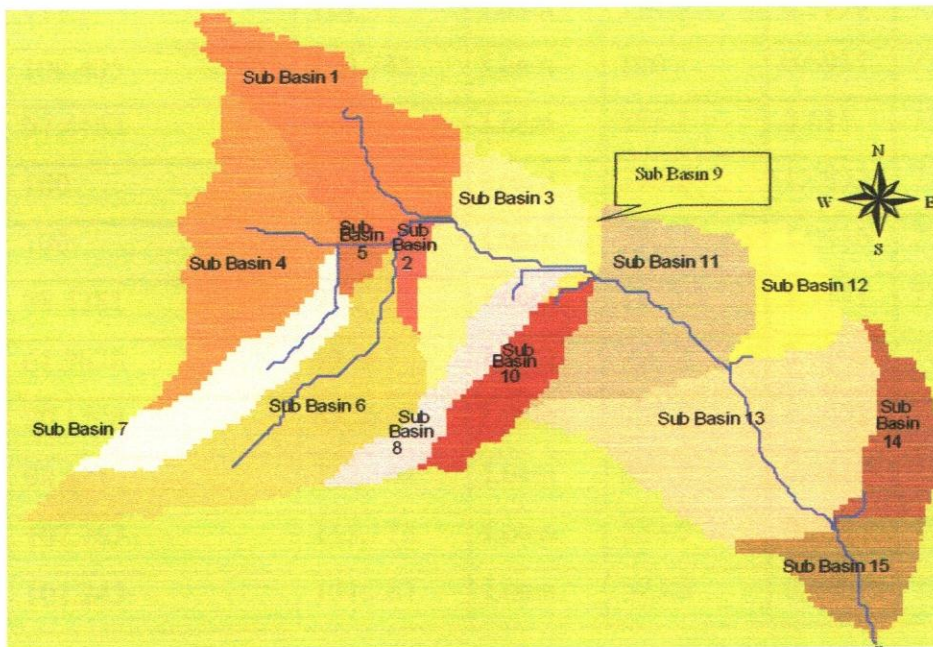 Sub Basin 1
N
Sub Basin 9
Sub Basin 3
W
E
S
Sub
Basin
5
Sub
Basin
2
Sub Basin 4
Sub Basin 11
Sub Basin 12
Sub
Basin
10
Sub Basin 6
Sub Basin 7
Sub
Basin
8
Sub Basin 13
Sub
Basin
14
Sub Basin 15